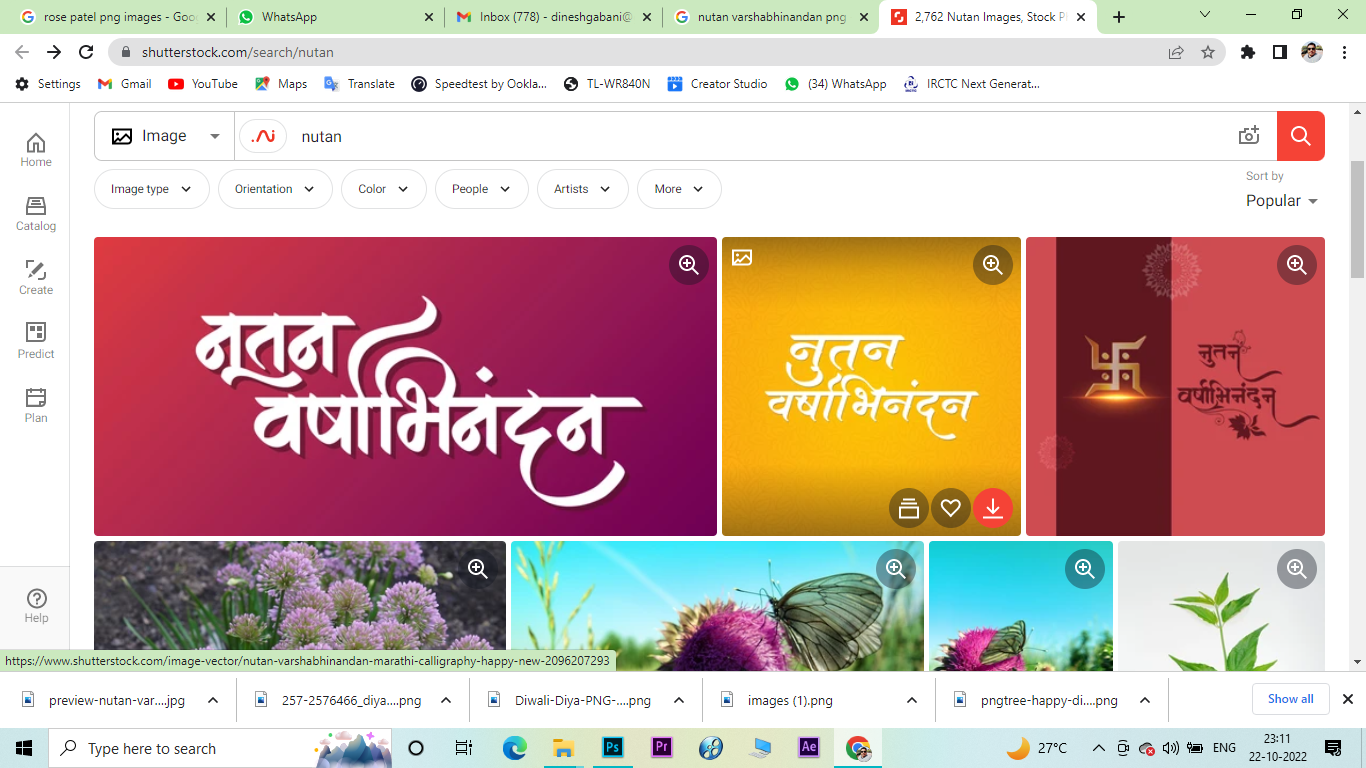 rose patel png images - Goo
WhatsApp
Inbox (778) - dineshgabani@
nutan varshabhinandan png
2,762 Nutan Images, Stock P
shutterstock.com/search/nutan
Settings
Gmail
YouTube
Maps
Translate
Speedtest by Ookla...
TL-WR840N
Creator Studio
(34) WhatsApp
IRCTC Next Generat...
Image
nutan
Home
Catalog
Create
Predict
Plan
Help
Image type
Orientation
Color
People
Artists
More
Sort by
Popular
नूतन
वर्षाभिनंदन
नुतन
वर्षाभिनंदन
नुतन
वर्षाभिनंदन
https://www.shutterstock.com/image-vector/nutan-varshabhinandan-marathi-calligraphy-happy-new-2096207293
preview-nutan-var....jpg
257-2576466_diya....png
Diwali-Diya-PNG-....png
images (1).png
pngtree-happy-di....png
Show all
Type here to search
Ps
Pr
Ae
27°C
ENG
23:11
22-10-2022